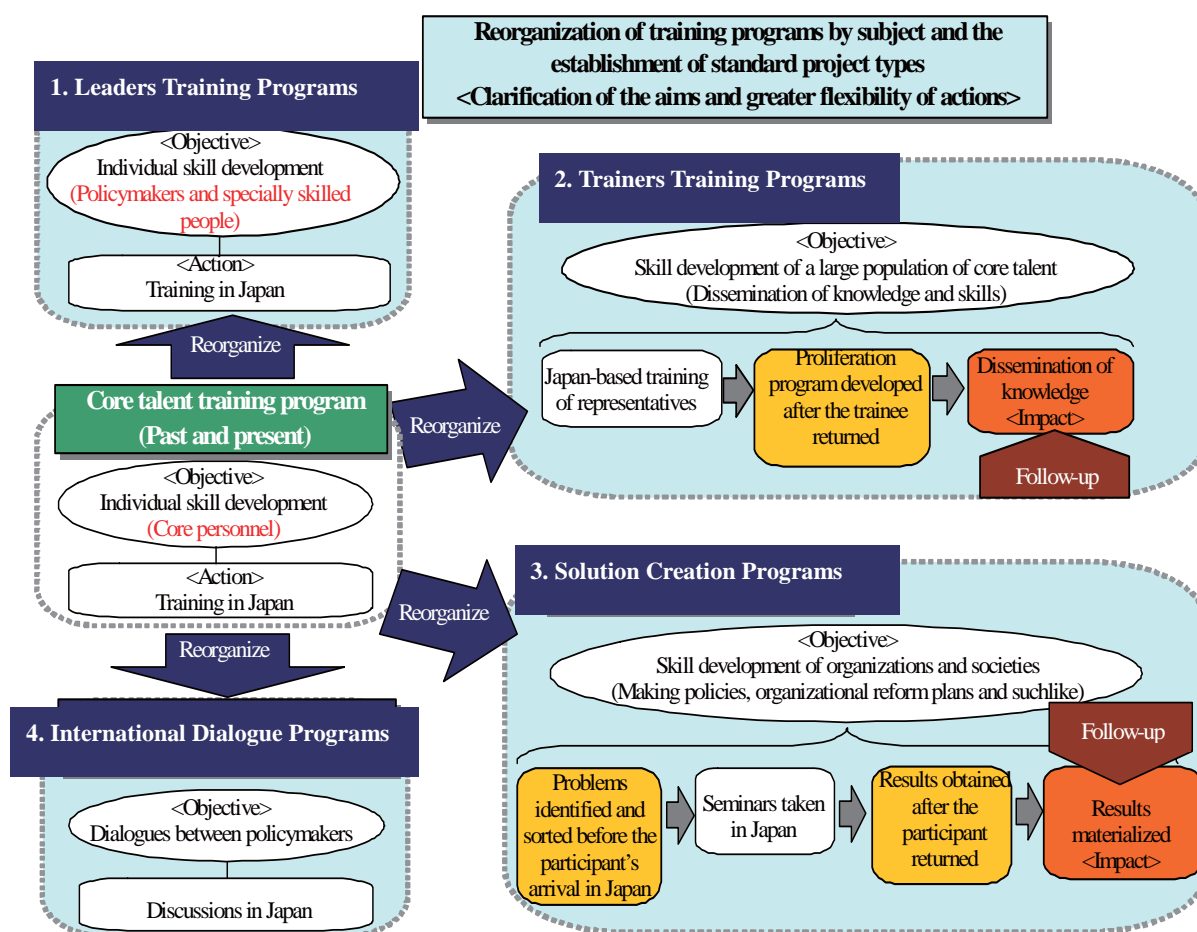 Reorganization of training programs by subject and the
establishment of standard project types
<Clarification of the aims and greater flexibility of actions>
1. Leaders Training Programs
<Objective>
Individual skill development
(Policymakers and specially skilled
people)
<Action>
Training in Japan
Reorganize
Core talent training program
(Past and present)
<Objective>
Individual skill development
(Core personnel)
<Action>
Training in Japan
Reorganize
Reorganize
Reorganize
2. Trainers Training Programs
<Objective>
Skill development of a large population of core talent
(Dissemination of knowledge and skills)
Japan-based training
of representatives
Proliferation
program developed
after the trainee
returned
Dissemination of
knowledge
<Impact>
Follow-up
3. Solution Creation Programs
<Objective>
Skill development of organizations and societies
(Making policies, organizational reform plans and suchlike)
Follow-up
Problems
identified and
sorted before the
participant's
arrival in Japan
Seminars taken
in Japan
Results obtained
after the
participant
returned
Results
materialized
<Impact>
4. International Dialogue Programs
<Objective>
Dialogues between policymakers
Discussions in Japan